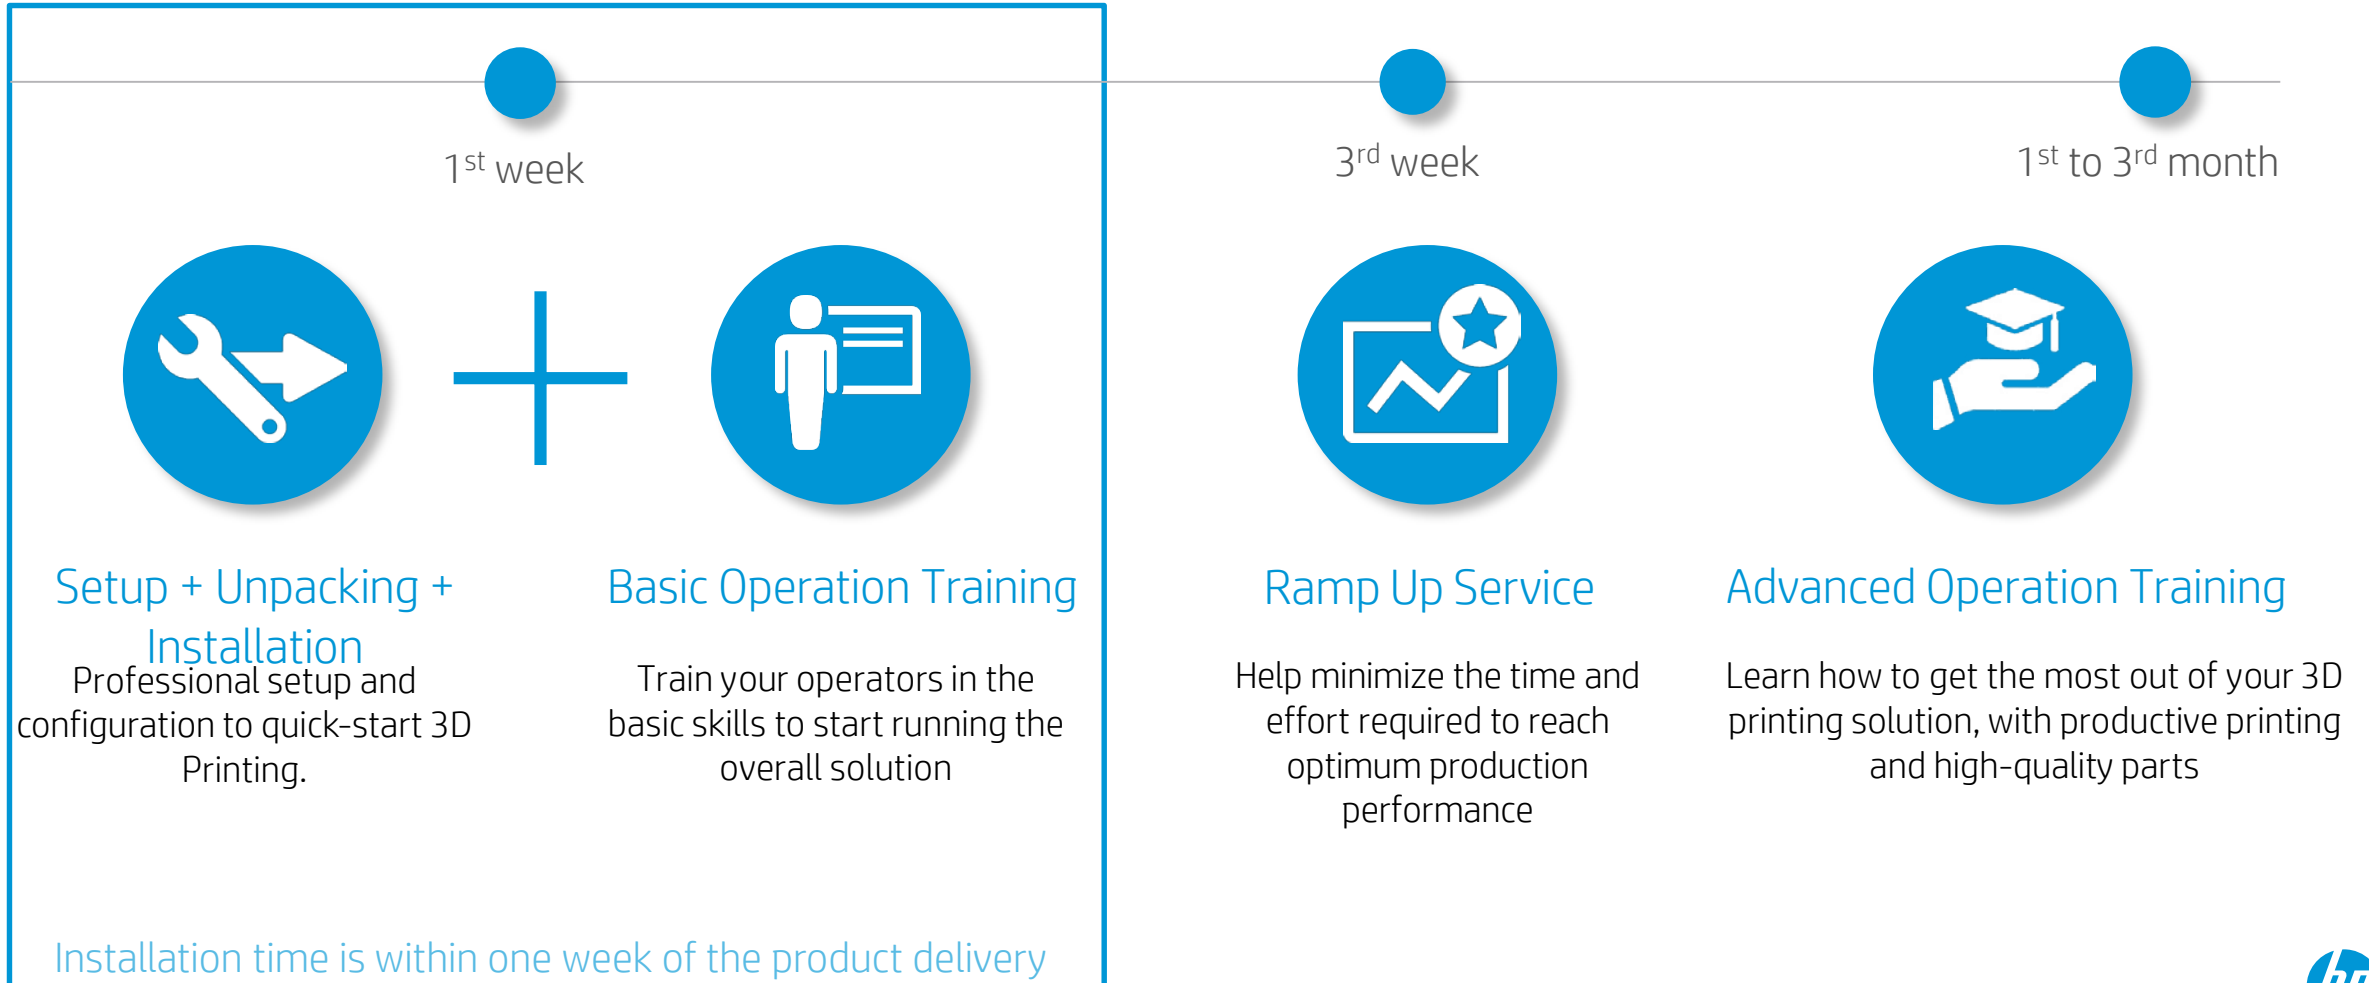 1st week
3rd week
1st to 3rd month
Setup + Unpacking +
Installation
Professional setup and
configuration to quick-start 3D
Printing.
Basic Operation Training
Train your operators in the
basic skills to start running the
overall solution
Ramp Up Service
Help minimize the time and
effort required to reach
optimum production
performance
Advanced Operation Training
Learn how to get the most out of your 3D
printing solution, with productive printing
and high-quality parts
Installation time is within one week of the product delivery
hp